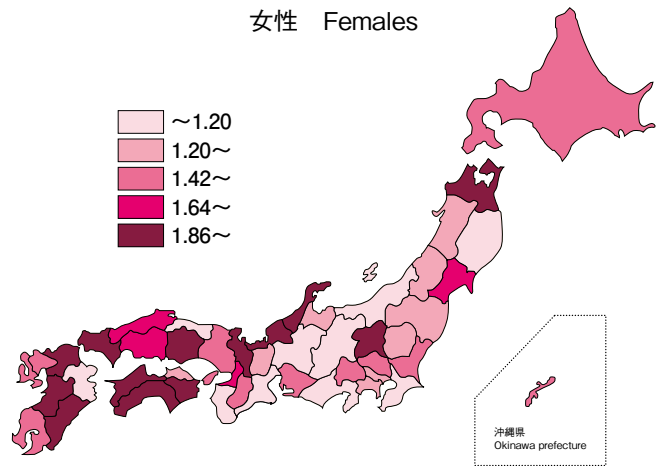 女性　Females
～1.20
1.20～
1.42～
1.64～
1.86～
沖縄県
Okinawa prefecture